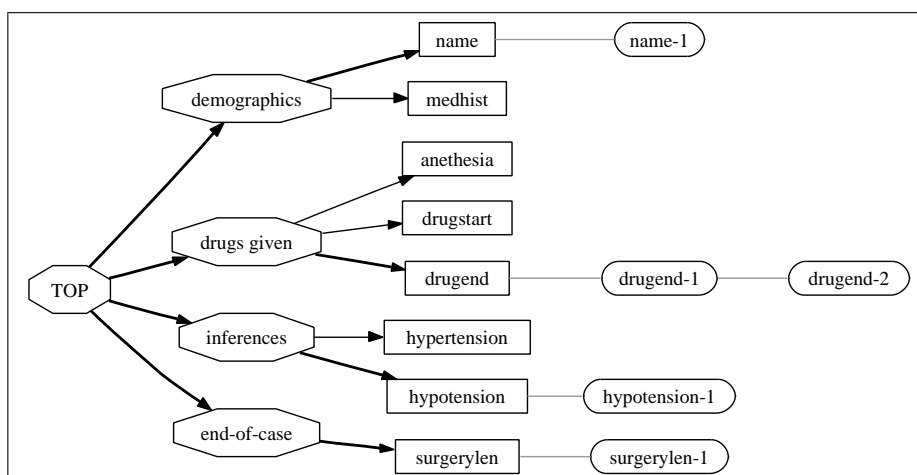 name
name-1
demographics
medhist
anethesia
drugstart
drugs given
drugend
drugend-1
drugend-2
TOP
inferences
hypertension
hypotension
hypotension-1
end-of-case
surgerylen
surgerylen-1